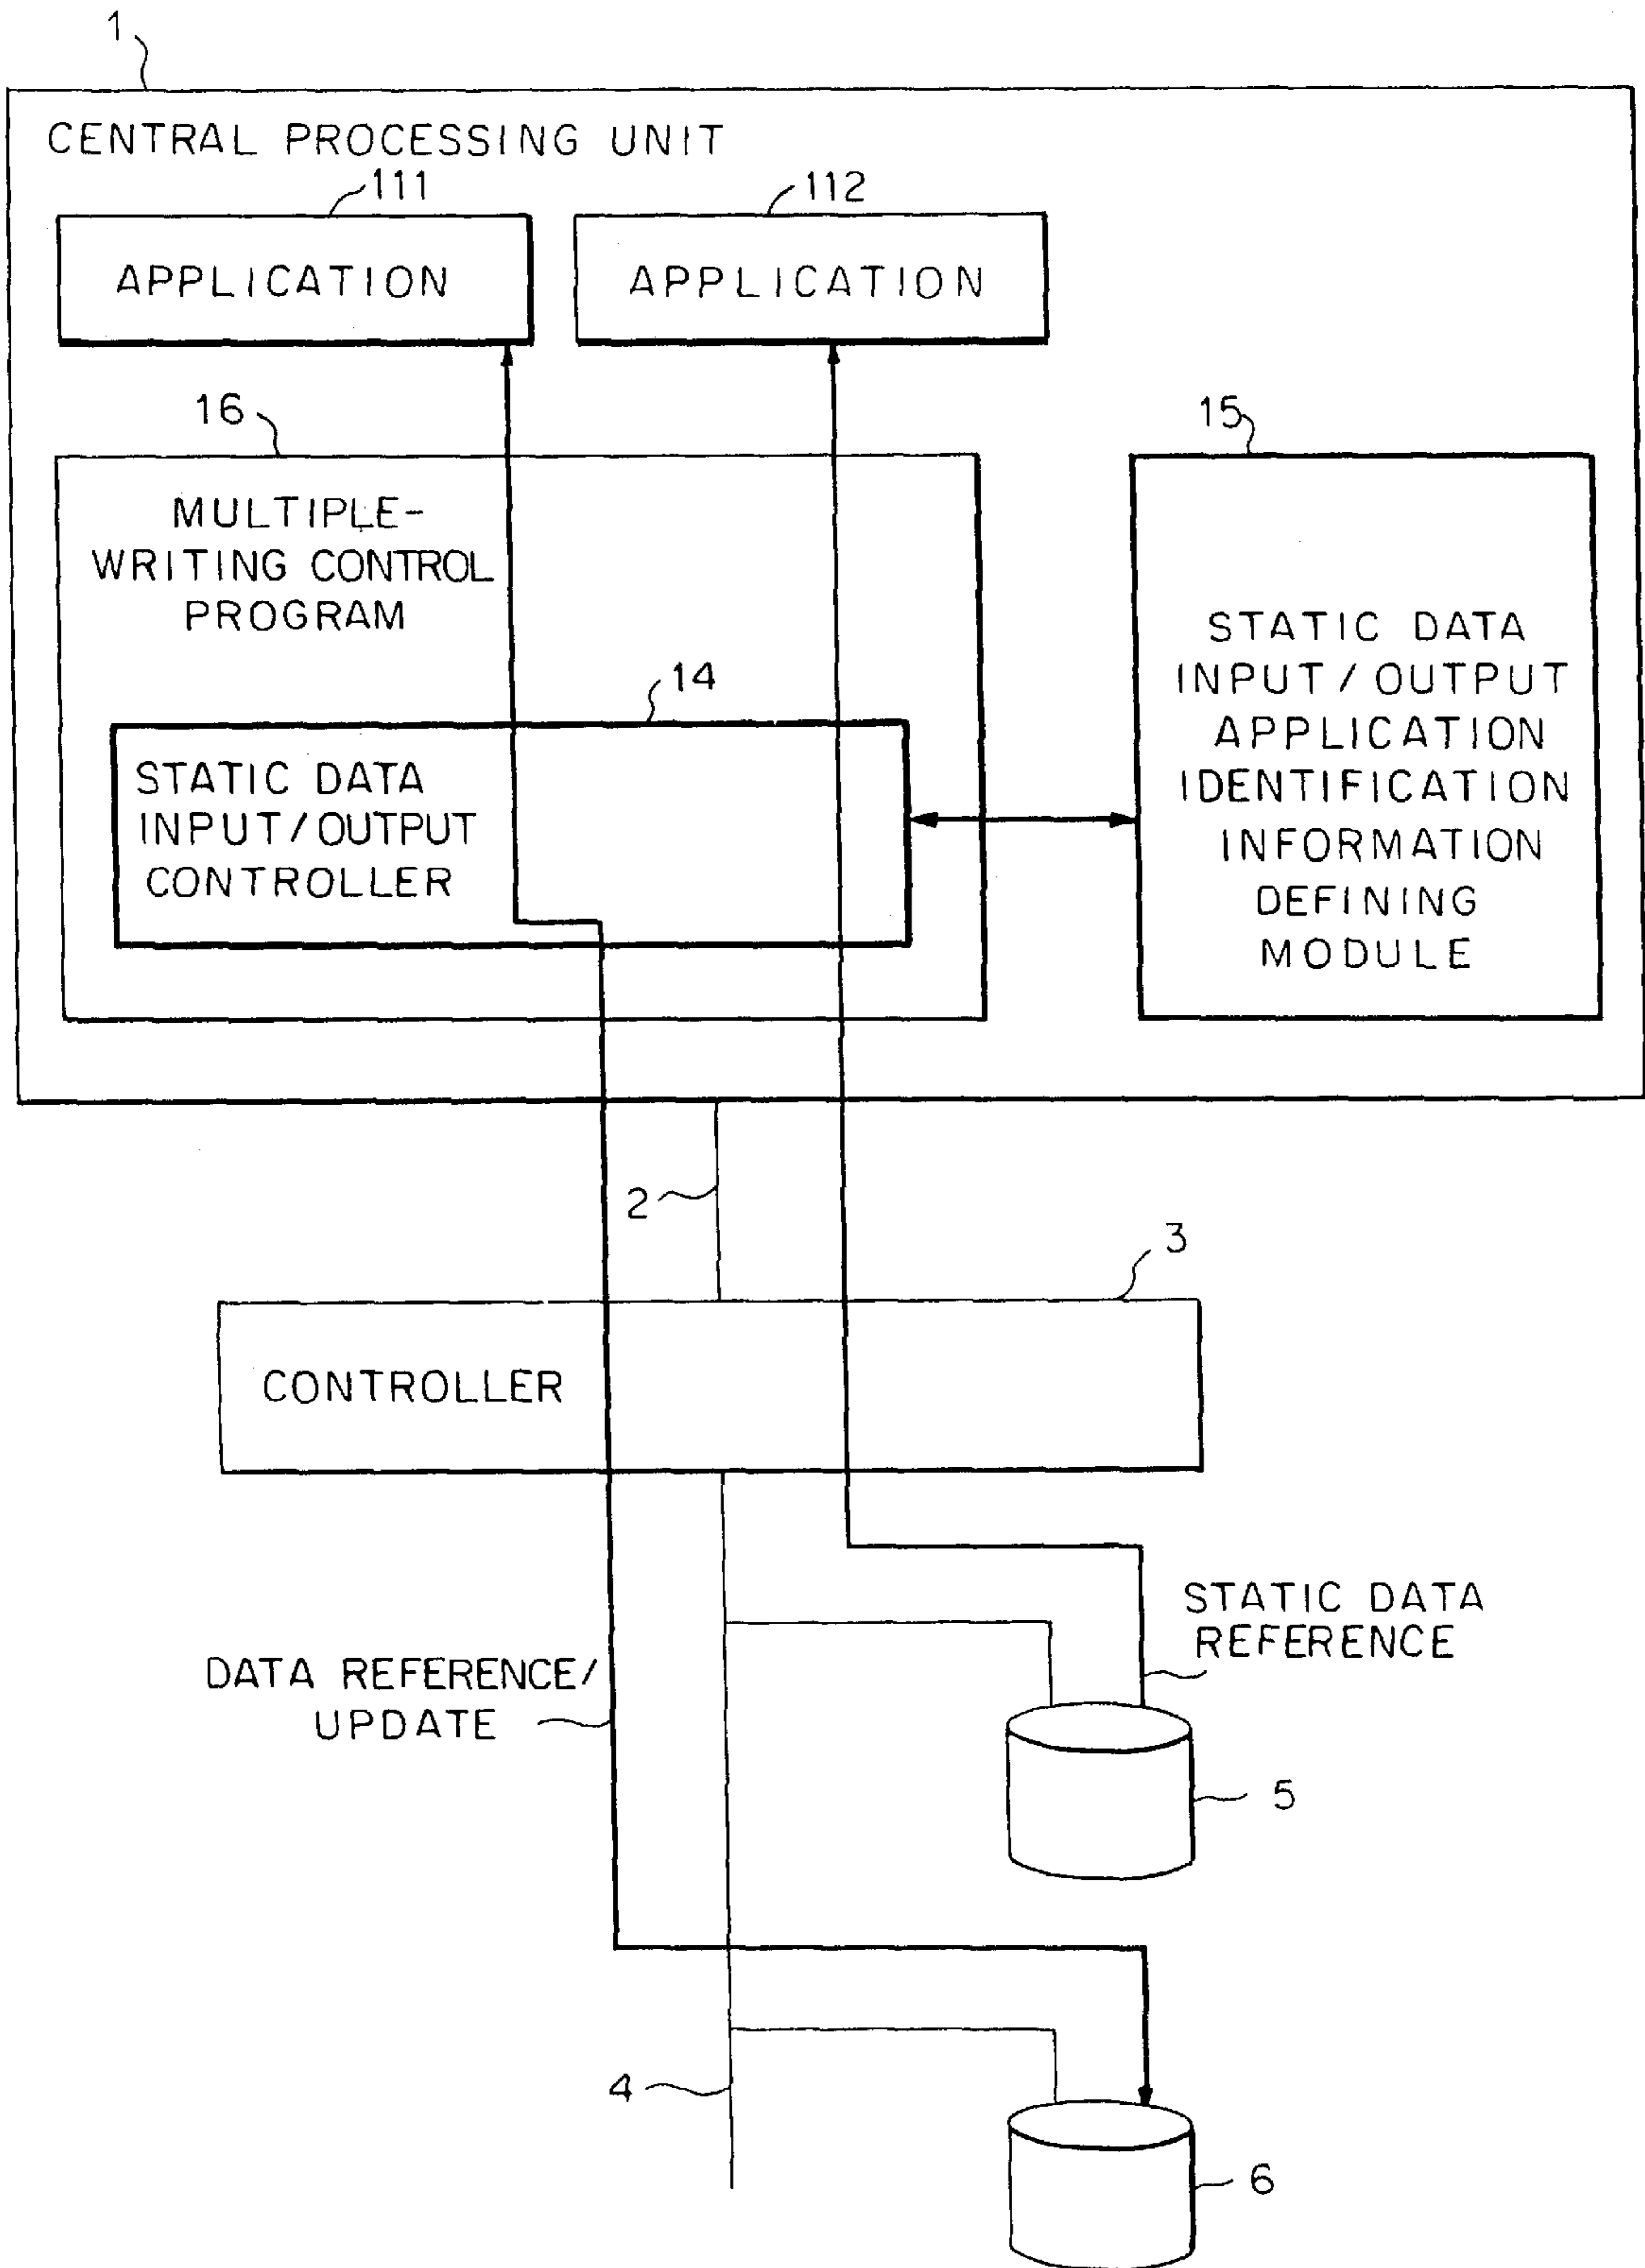 1
CENTRAL PROCESSING UNIT
111
112
APPLICATION
APPLICATION
16
15
MULTIPLE-
WRITING CONTROL
PROGRAM
14
STATIC DATA
INPUT/OUTPUT
CONTROLLER
STATIC DATA
INPUT/OUTPUT
APPLICATION
IDENTIFICATION
INFORMATION
DEFINING
MODULE
2
3
CONTROLLER
STATIC DATA
REFERENCE
DATA REFERENCE/
UPDATE
5
4
6